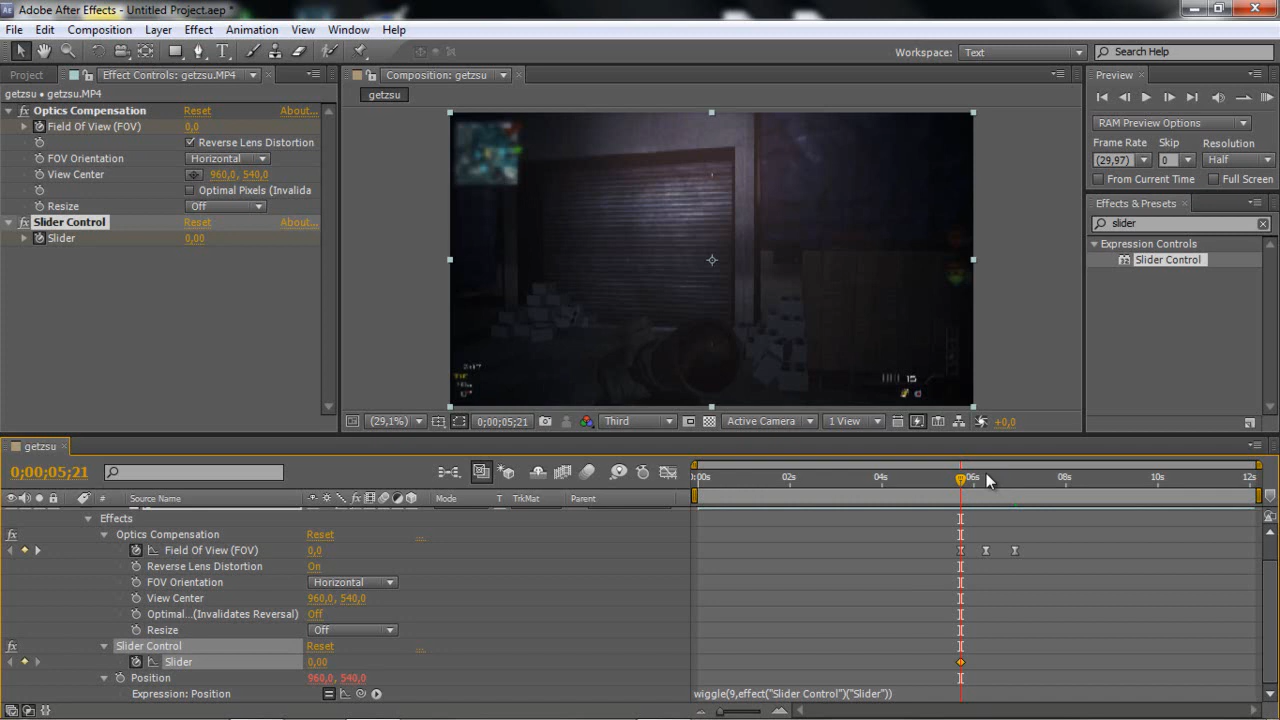 Adobe After Effects - Untitled Project.aep *
File Edit Composition Layer Effect Animation View Window Help
Workspace: Text Search Help
Project Effect Controls: getzsu.MP4 Composition: getzsu Preview
getzsu • getzsu.MP4 getzsu
Optics Compensation Reset About...
Field Of View (FOV) 0,0
Reverse Lens Distortion
FOV Orientation Horizontal
View Center 960,0, 540,0
Optimal Pixels (Invalida
Resize Off
Slider Control Reset About...
Slider 0,00
15
RAM Preview Options
Frame Rate Skip Resolution
(29,97) 0 Half
From Current Time Full Screen
Effects & Presets
slider
Expression Controls
Slider Control
(29,1%) 0;00;05;21 Third Active Camera 1 View +0,0
getzsu
0;00;05;21
:00s 02s 04s 06s 08s 10s 12s
# Source Name Mode T TrkMat Parent
Effects
Optics Compensation Reset ...
Field Of View (FOV) 0,0
Reverse Lens Distortion On
FOV Orientation Horizontal
View Center 960,0, 540,0
Optimal...(Invalidates Reversal) Off
Resize Off
Slider Control Reset ...
Slider 0,00
Position 960,0, 540,0
Expression: Position wiggle(9,effect("Slider Control")("Slider"))